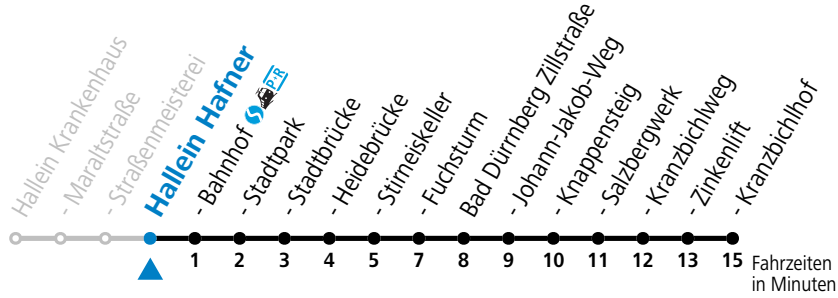 Hallein Krankenhaus
- Maraltstraße
- Straßenmeisterei
Hallein Hafner
- Bahnhof P+R
- Stadtpark
- Stadtbrücke
- Heidebrücke
- Stirneiskeller
- Fuchsturm
Bad Dürrnberg Zillstraße
- Johann-Jakob-Weg
- Knappensteig
- Salzbergwerk
- Kranzbichlweg
- Zinkenlift
- Kranzbichlhof
1 2 3 4 5 7 8 9 10 11 12 13 15
Fahrzeiten
in Minuten